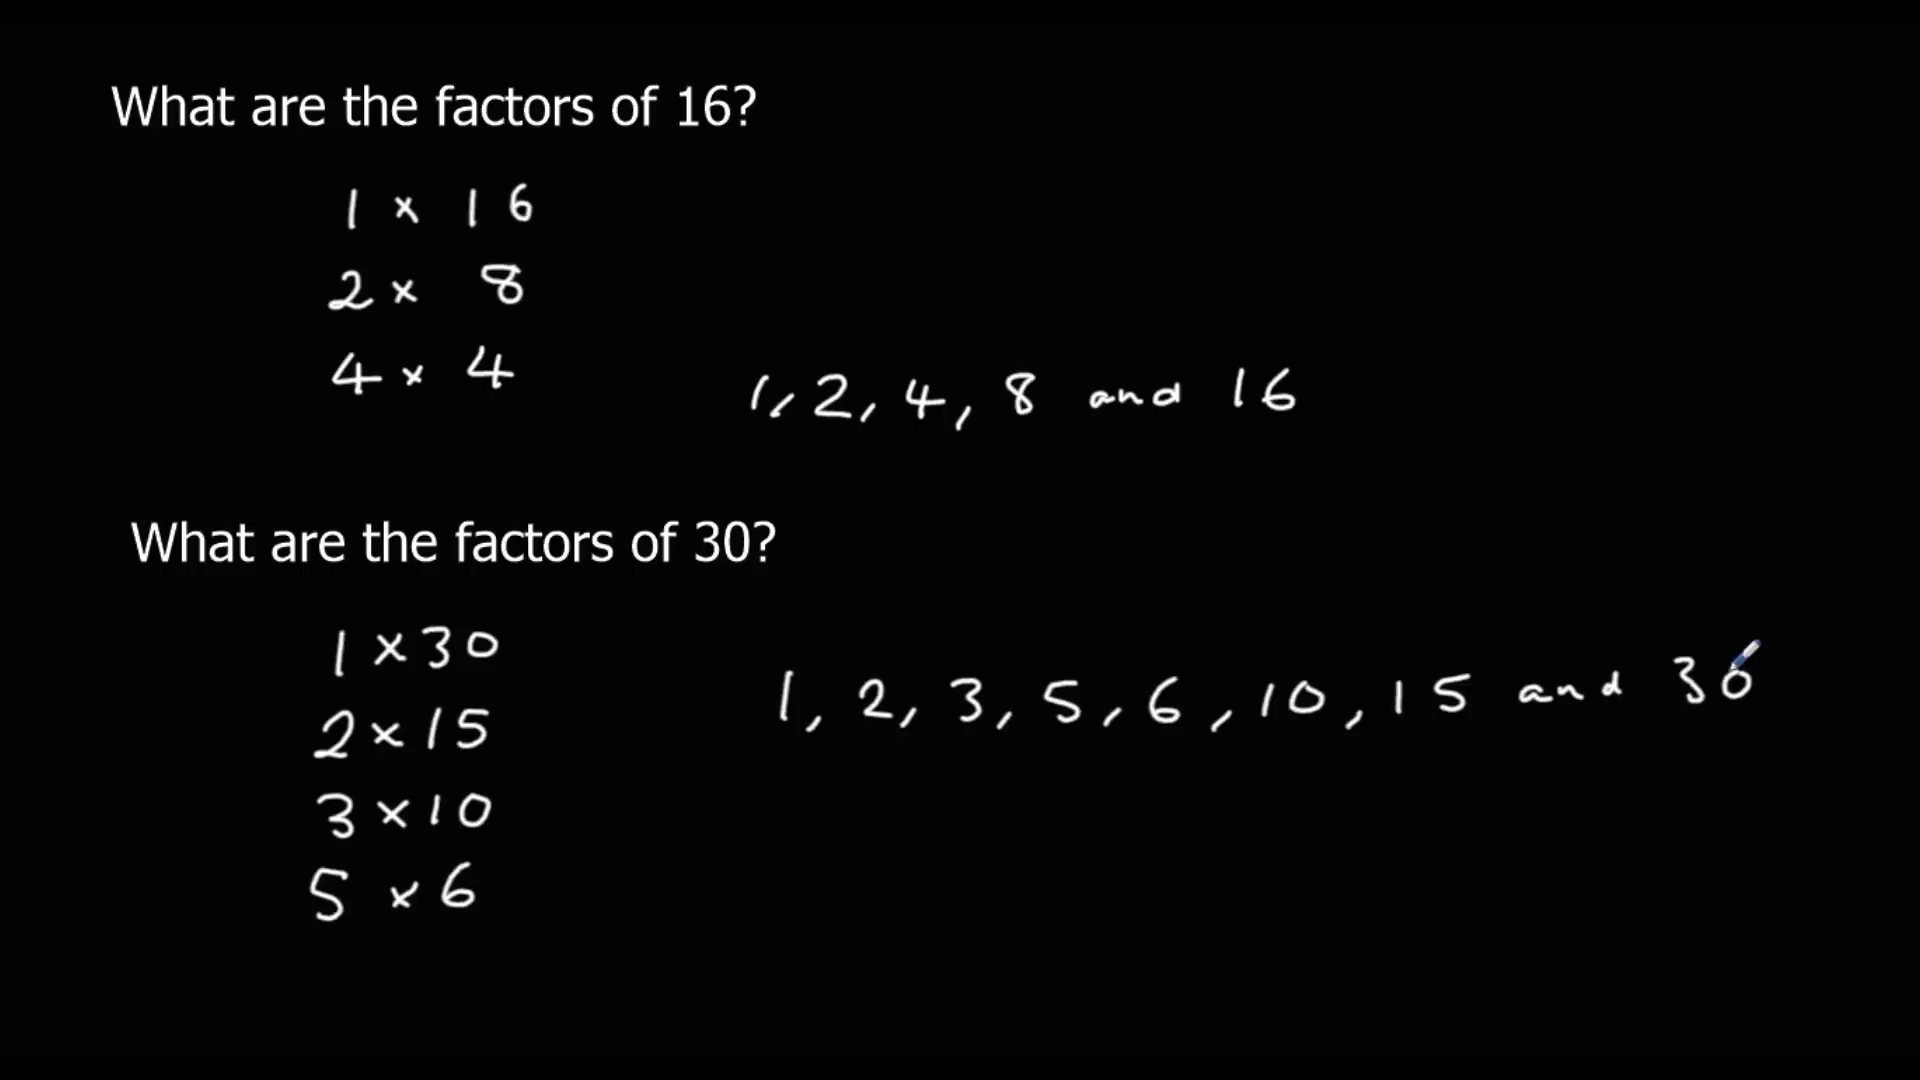 What are the factors of 16?
1 × 16
2 × 8
4 × 4
1, 2, 4, 8 and 16
What are the factors of 30?
1 × 30
2 × 15
3 × 10
5 × 6
1, 2, 3, 5, 6, 10, 15 and 30